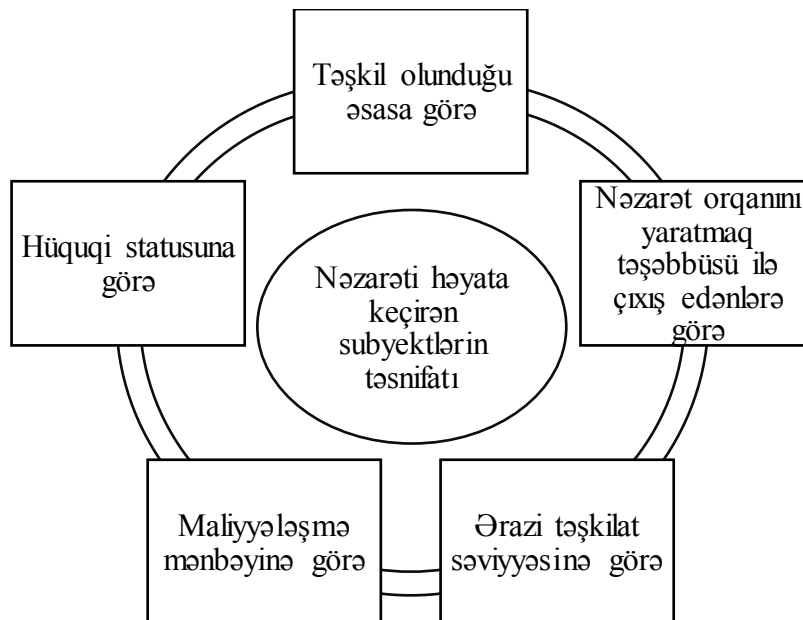 Təşkil olunduğu
əsasa görə
Nəzarət orqanını
yaratmaq
təşəbbüsü ilə
çıxış edənlərə
görə
Hüquqi statusuna
görə
Nəzarəti həyata
keçirən
subyektlərin
təsnifatı
Maliyyələşmə
mənbəyinə görə
Ərazi təşkilat
səviyyəsinə görə